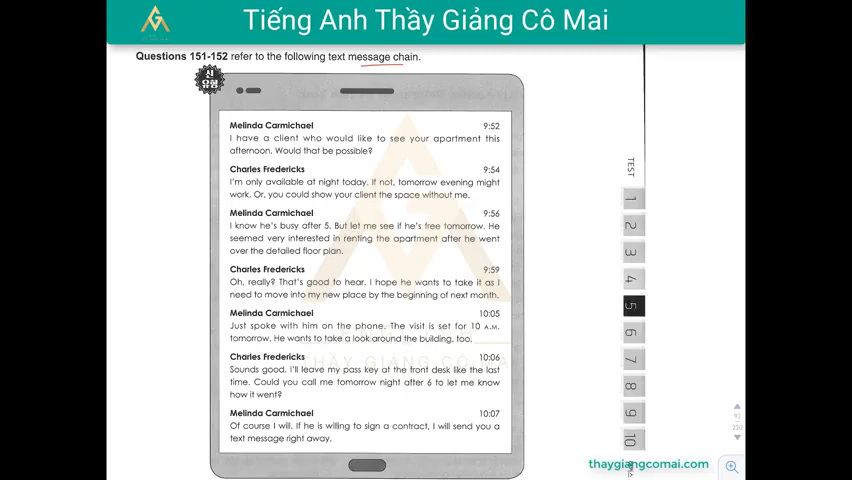 Tiếng Anh Thầy Giảng Cô Mai
Questions 151-152 refer to the following text message chain.
신
유형
Melinda Carmichael 9:52
I have a client who would like to see your apartment this
afternoon. Would that be possible?
Charles Fredericks 9:54
I'm only available at night today. If not, tomorrow evening might
work. Or, you could show your client the space without me.
Melinda Carmichael 9:56
I know he's busy after 5. But let me see if he's free tomorrow. He
seemed very interested in renting the apartment after he went
over the detailed floor plan.
Charles Fredericks 9:59
Oh, really? That's good to hear. I hope he wants to take it as I
need to move into my new place by the beginning of next month.
Melinda Carmichael 10:05
Just spoke with him on the phone. The visit is set for 10 A.M.
tomorrow. He wants to take a look around the building, too.
THẦY GIẢNG CÔ MAI
Charles Fredericks 10:06
Sounds good. I'll leave my pass key at the front desk like the last
time. Could you call me tomorrow night after 6 to let me know
how it went?
Melinda Carmichael 10:07
Of course I will. If he is willing to sign a contract, I will send you a
text message right away.
TEST
1
2
3
4
5
6
7
8
9
10
93
220
thaygiangcomai.com